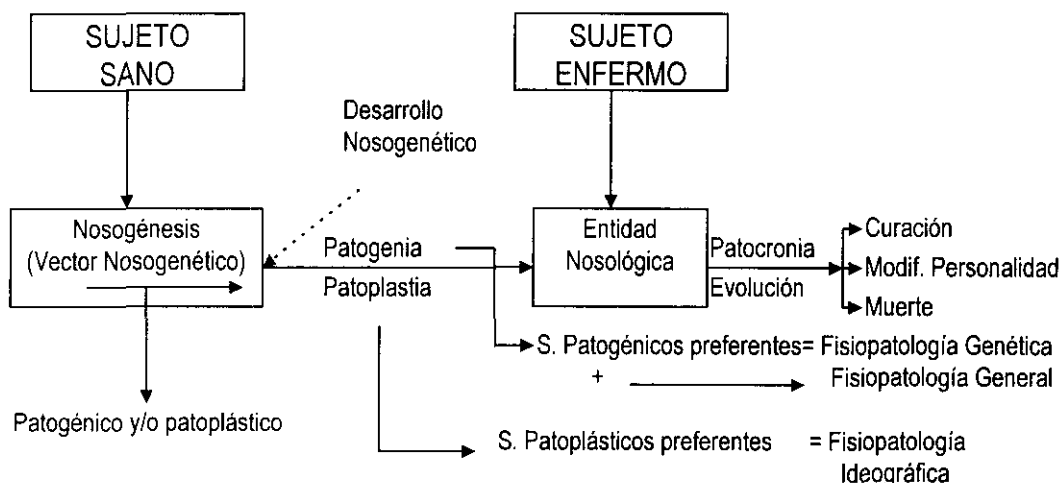 SUJETO
SANO
SUJETO
ENFERMO
Desarrollo
Nosogenético
Nosogénesis
(Vector Nosogenético)
Patogenia
Patoplastia
Entidad
Nosológica
Patocronia
Evolución
Curación
Modif. Personalidad
Muerte
S. Patogénicos preferentes= Fisiopatología Genética
+ Fisiopatología General
Patogénico y/o patoplástico
S. Patoplásticos preferentes = Fisiopatología
Ideográfica